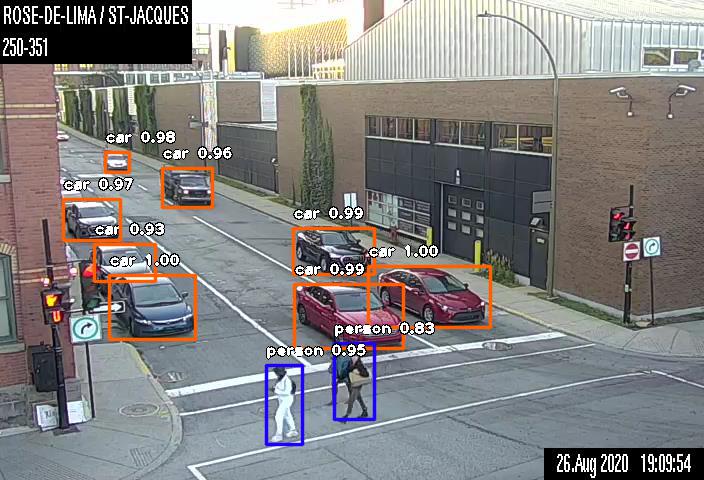 ROSE-DE-LIMA / ST-JACQUES
250-351
car 0.98
car 0.96
car 0.97
car 0.93
car 0.99
car 1.00
car 1.00
car 0.99
person 0.83
person 0.95
26.Aug 2020 19:09:54